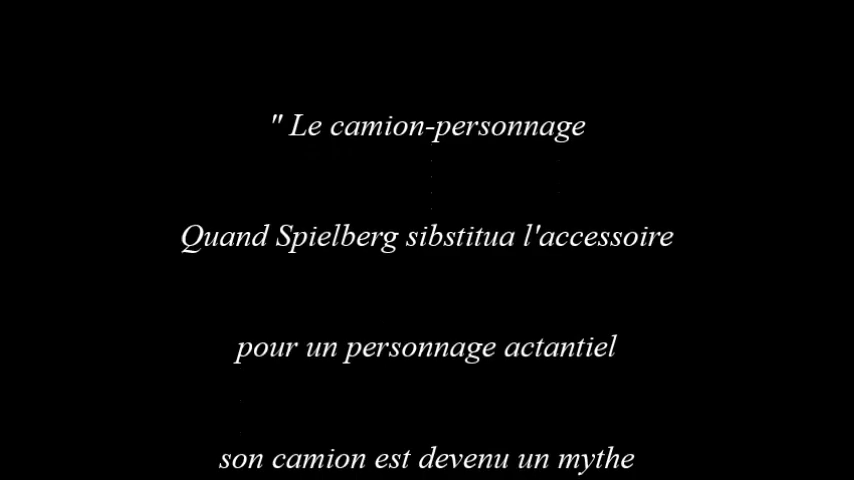 " Le camion-personnage
Quand Spielberg sibstitua l'accessoire
pour un personnage actantiel
son camion est devenu un mythe